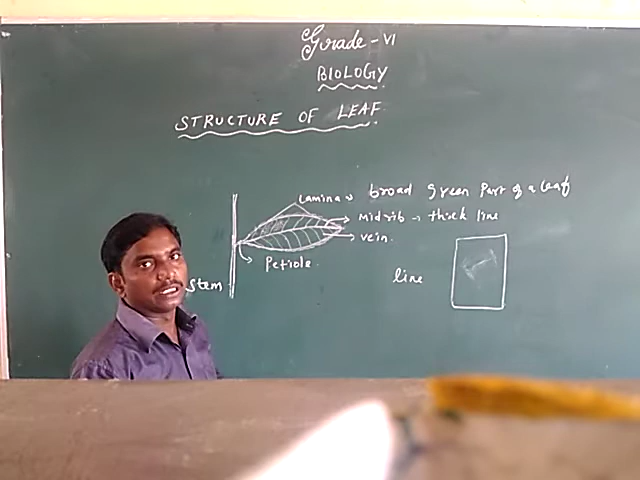 Grade - VI
BIOLOGY
STRUCTURE OF LEAF
Lamina → broad green part of a leaf
Midrib → thick line
vein.
Petiole
stem
line